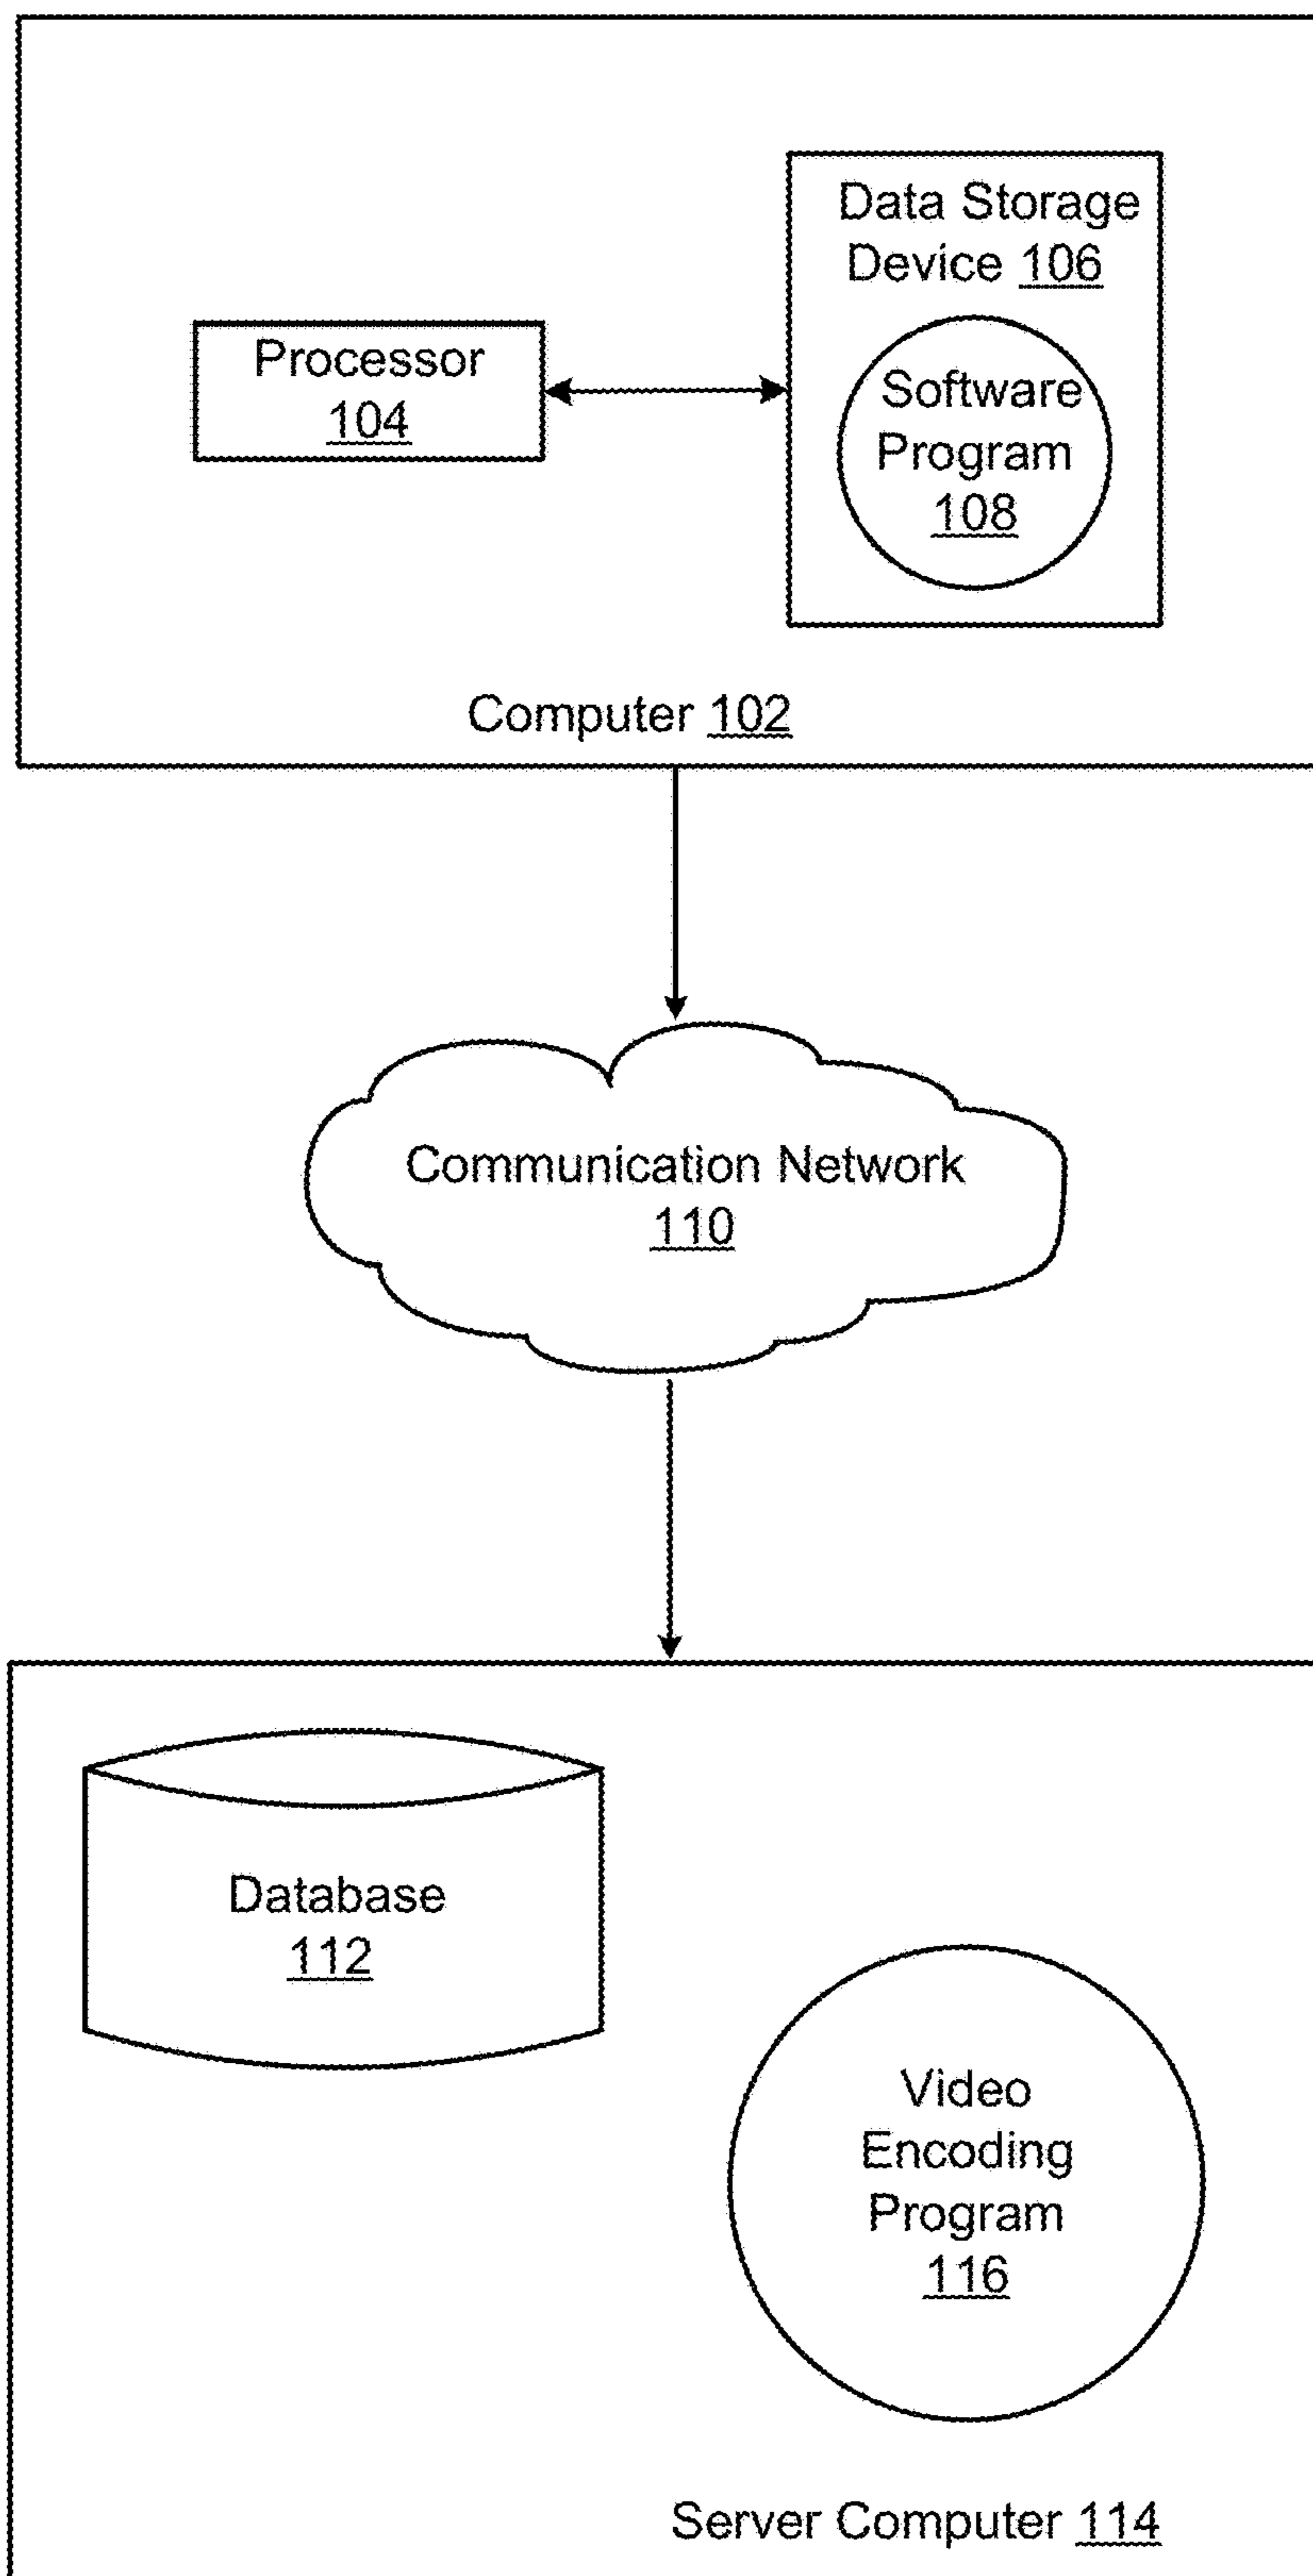 Data Storage
Device 106
Processor
104
Software
Program
108
Computer 102
Communication Network
110
Database
112
Video
Encoding
Program
116
Server Computer 114